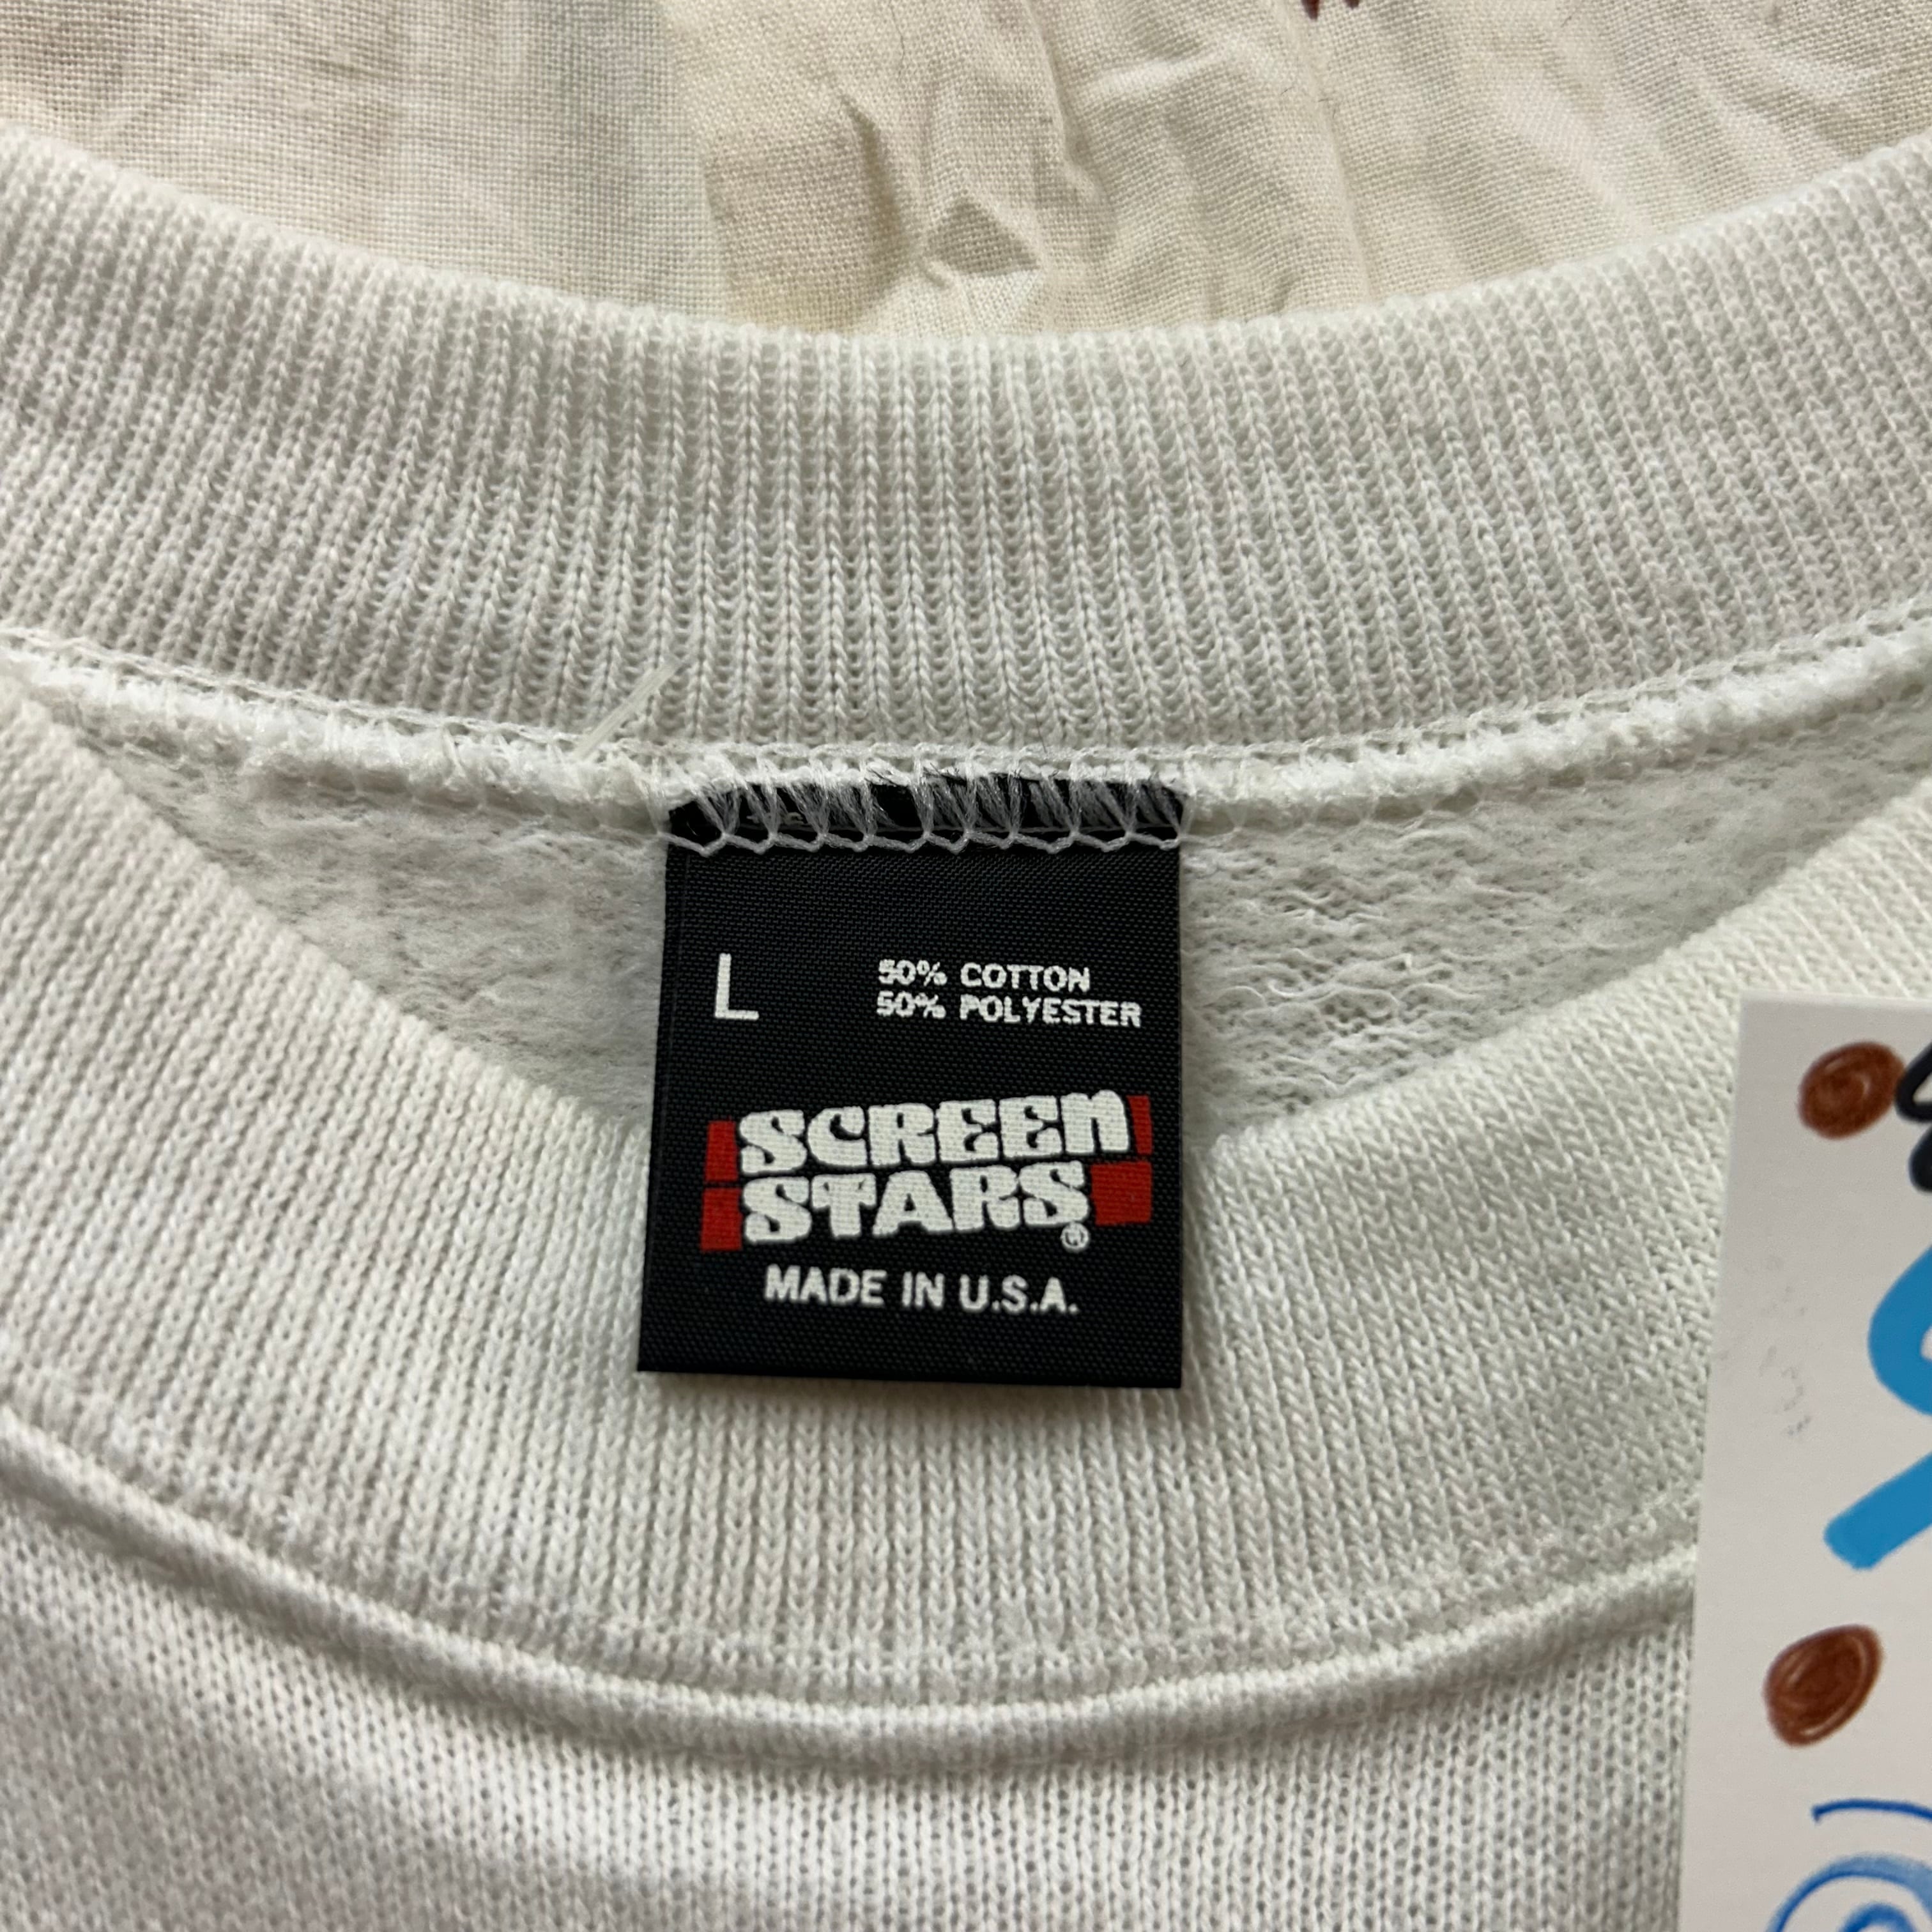 L
50% COTTON
50% POLYESTER
SCREEN
STARS®
MADE IN U.S.A.